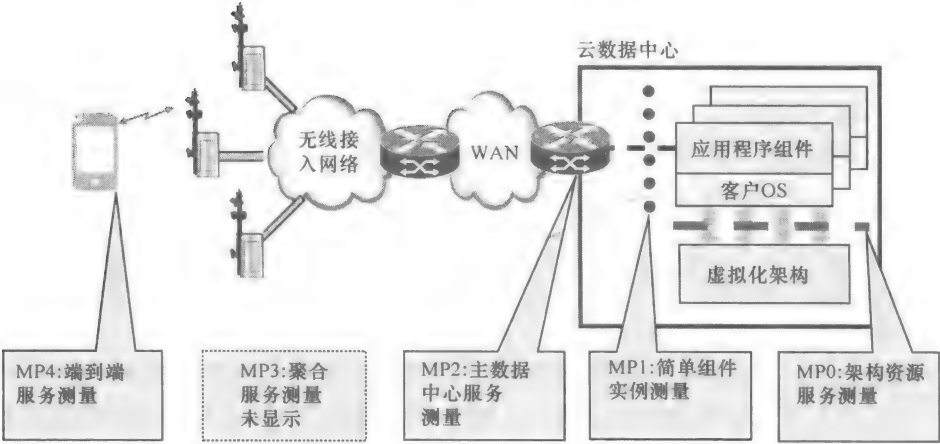 云数据中心
无线接
入网络
WAN
应用程序组件
客户OS
虚拟化架构
MP4:端到端
服务测量
MP3:聚合
服务测量
未显示
MP2:主数据
中心服务
测量
MP1:简单组件
实例测量
MP0:架构资源
服务测量